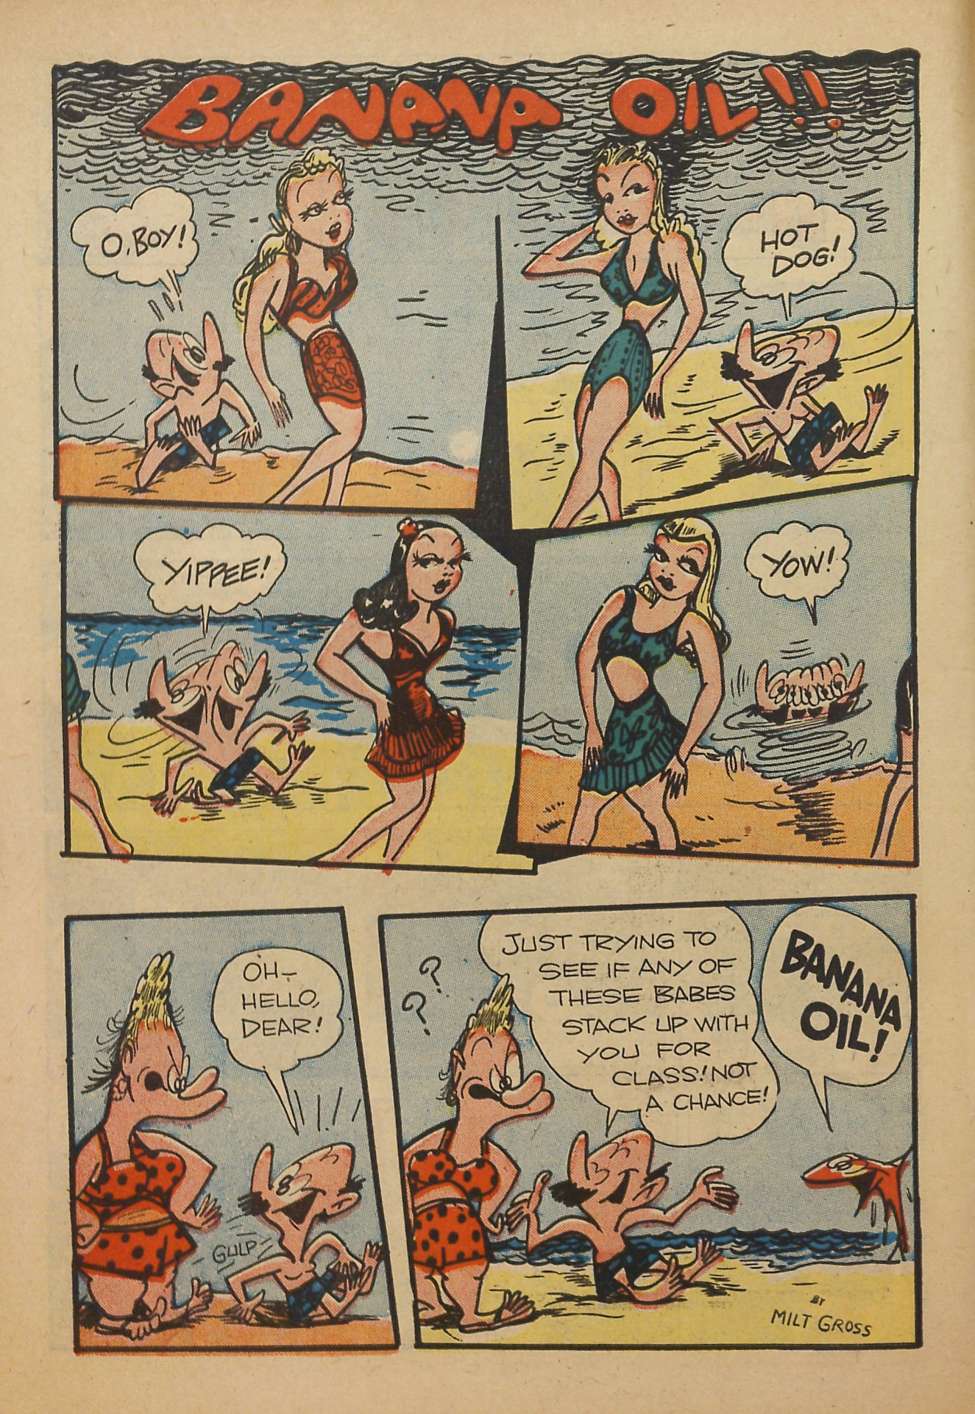 BANANA OIL!!
O, BOY!
HOT
DOG!
YIPPEE!
YOW!
OH—
HELLO,
DEAR!
GULP
? ?
JUST TRYING TO
SEE IF ANY OF
THESE BABES
STACK UP WITH
YOU FOR
CLASS! NOT
A CHANCE!
BANANA
OIL!
BY
MILT GROSS